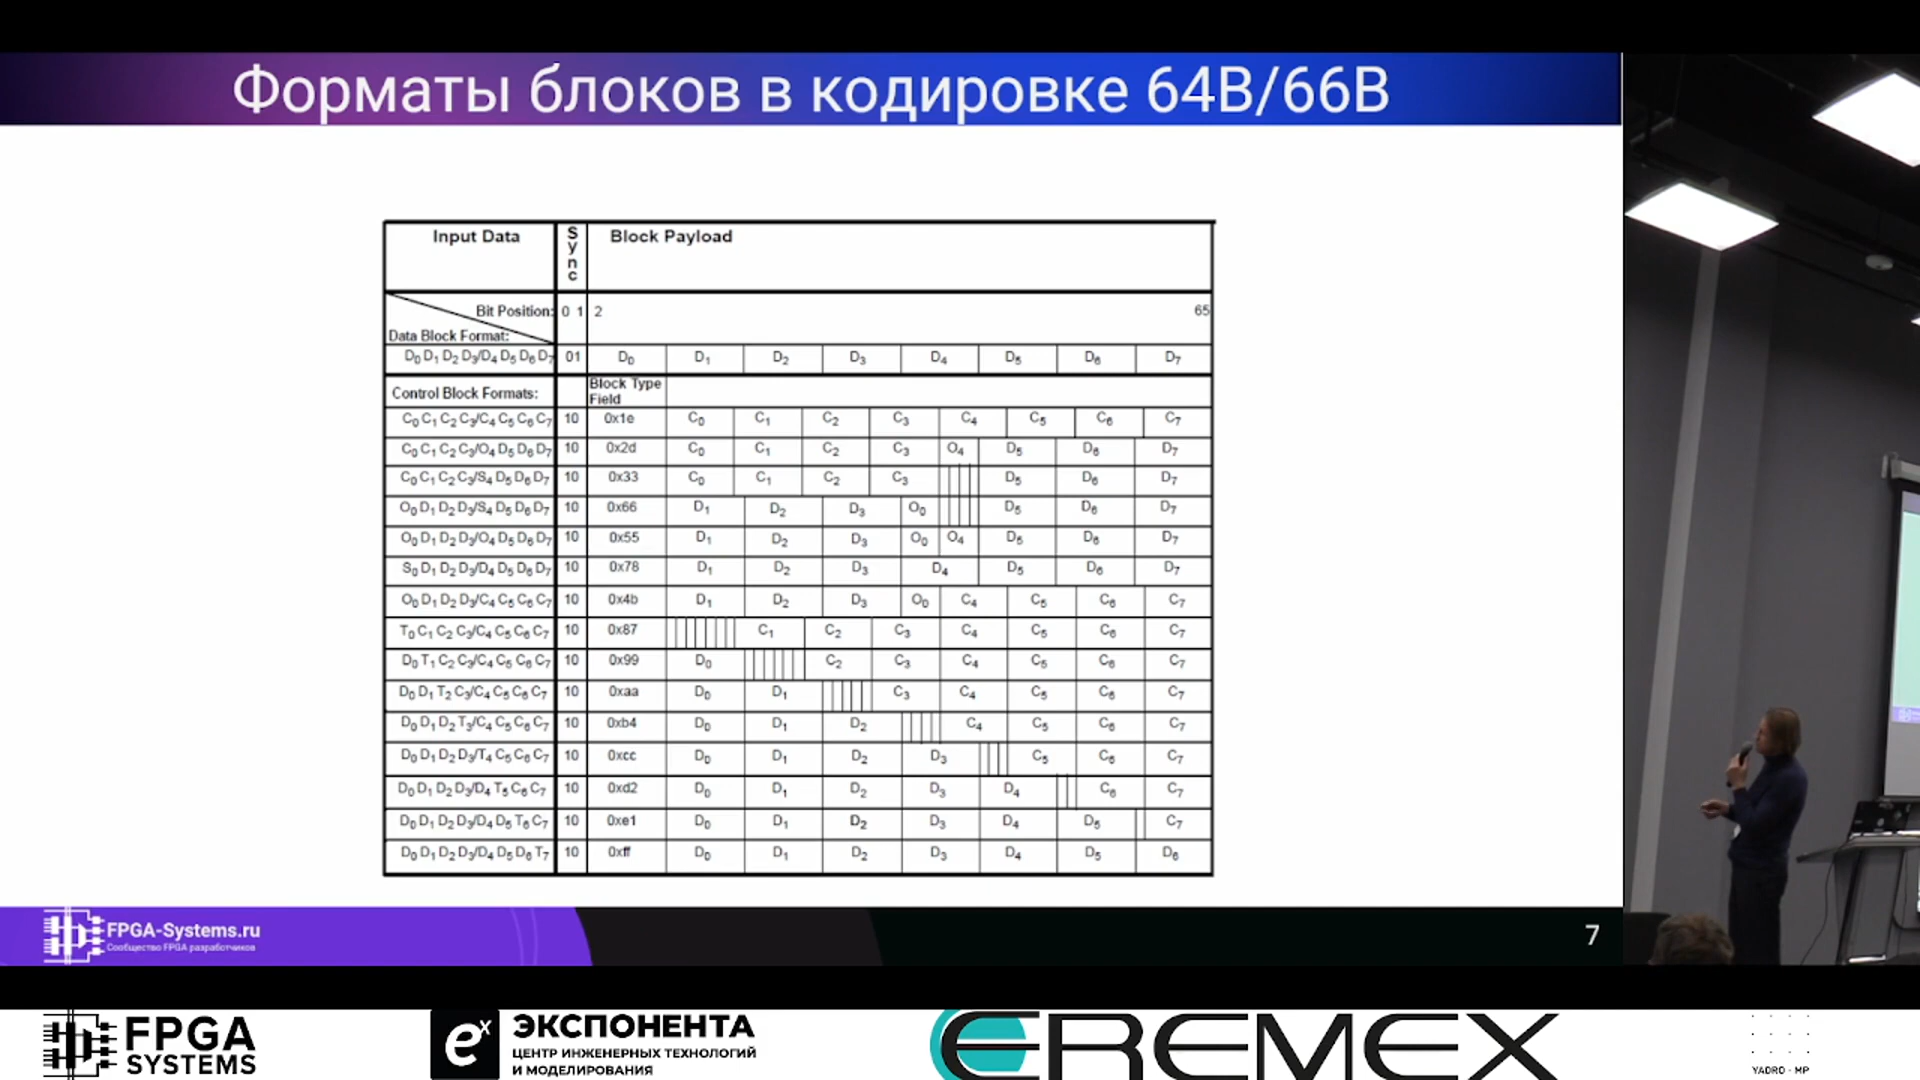 Форматы блоков в кодировке 64B/66B
Input Data Sync Block Payload
Bit Position: 0 1 2 65
Data Block Format:
D0 D1 D2 D3/D4 D5 D6 D7 01 D0 D1 D2 D3 D4 D5 D6 D7
Control Block Formats: Block Type Field
C0 C1 C2 C3/C4 C5 C6 C7 10 0x1e C0 C1 C2 C3 C4 C5 C6 C7
C0 C1 C2 C3/O4 D5 D6 D7 10 0x2d C0 C1 C2 C3 O4 D5 D6 D7
C0 C1 C2 C3/S4 D5 D6 D7 10 0x33 C0 C1 C2 C3 D5 D6 D7
O0 D1 D2 D3/S4 D5 D6 D7 10 0x66 D1 D2 D3 O0 D5 D6 D7
O0 D1 D2 D3/O4 D5 D6 D7 10 0x55 D1 D2 D3 O0 O4 D5 D6 D7
S0 D1 D2 D3/D4 D5 D6 D7 10 0x78 D1 D2 D3 D4 D5 D6 D7
O0 D1 D2 D3/C4 C5 C6 C7 10 0x4b D1 D2 D3 O0 C4 C5 C6 C7
T0 C1 C2 C3/C4 C5 C6 C7 10 0x87 C1 C2 C3 C4 C5 C6 C7
D0 T1 C2 C3/C4 C5 C6 C7 10 0x99 D0 C2 C3 C4 C5 C6 C7
D0 D1 T2 C3/C4 C5 C6 C7 10 0xaa D0 D1 C3 C4 C5 C6 C7
D0 D1 D2 T3/C4 C5 C6 C7 10 0xb4 D0 D1 D2 C4 C5 C6 C7
D0 D1 D2 D3/T4 C5 C6 C7 10 0xcc D0 D1 D2 D3 C5 C6 C7
D0 D1 D2 D3/D4 T5 C6 C7 10 0xd2 D0 D1 D2 D3 D4 C6 C7
D0 D1 D2 D3/D4 D5 T6 C7 10 0xe1 D0 D1 D2 D3 D4 D5 C7
D0 D1 D2 D3/D4 D5 D6 T7 10 0xff D0 D1 D2 D3 D4 D5 D6
FPGA-Systems.ru
Сообщество FPGA разработчиков
7
FPGA
SYSTEMS
ex
ЭКСПОНЕНТА
ЦЕНТР ИНЖЕНЕРНЫХ ТЕХНОЛОГИЙ
И МОДЕЛИРОВАНИЯ
EREMEX
YADRO - MP